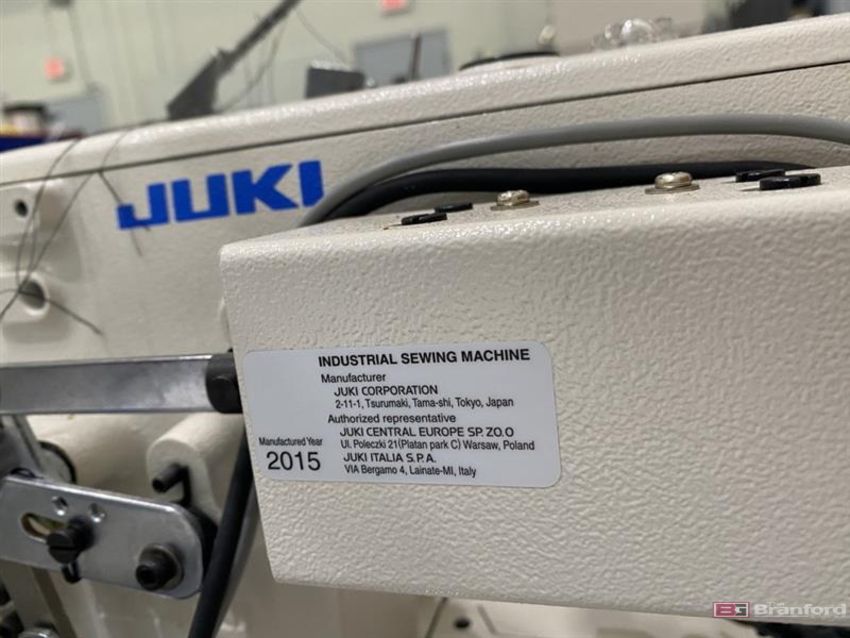 JUKI
INDUSTRIAL SEWING MACHINE
Manufacturer
JUKI CORPORATION
2-11-1, Tsurumaki, Tama-shi, Tokyo, Japan
Authorized representative
JUKI CENTRAL EUROPE SP. ZO.O
Ul. Poleczki 21(Platan park C) Warsaw, Poland
JUKI ITALIA S.P.A.
VIA Bergamo 4, Lainate-MI, Italy
Manufactured Year
2015
BG Branford